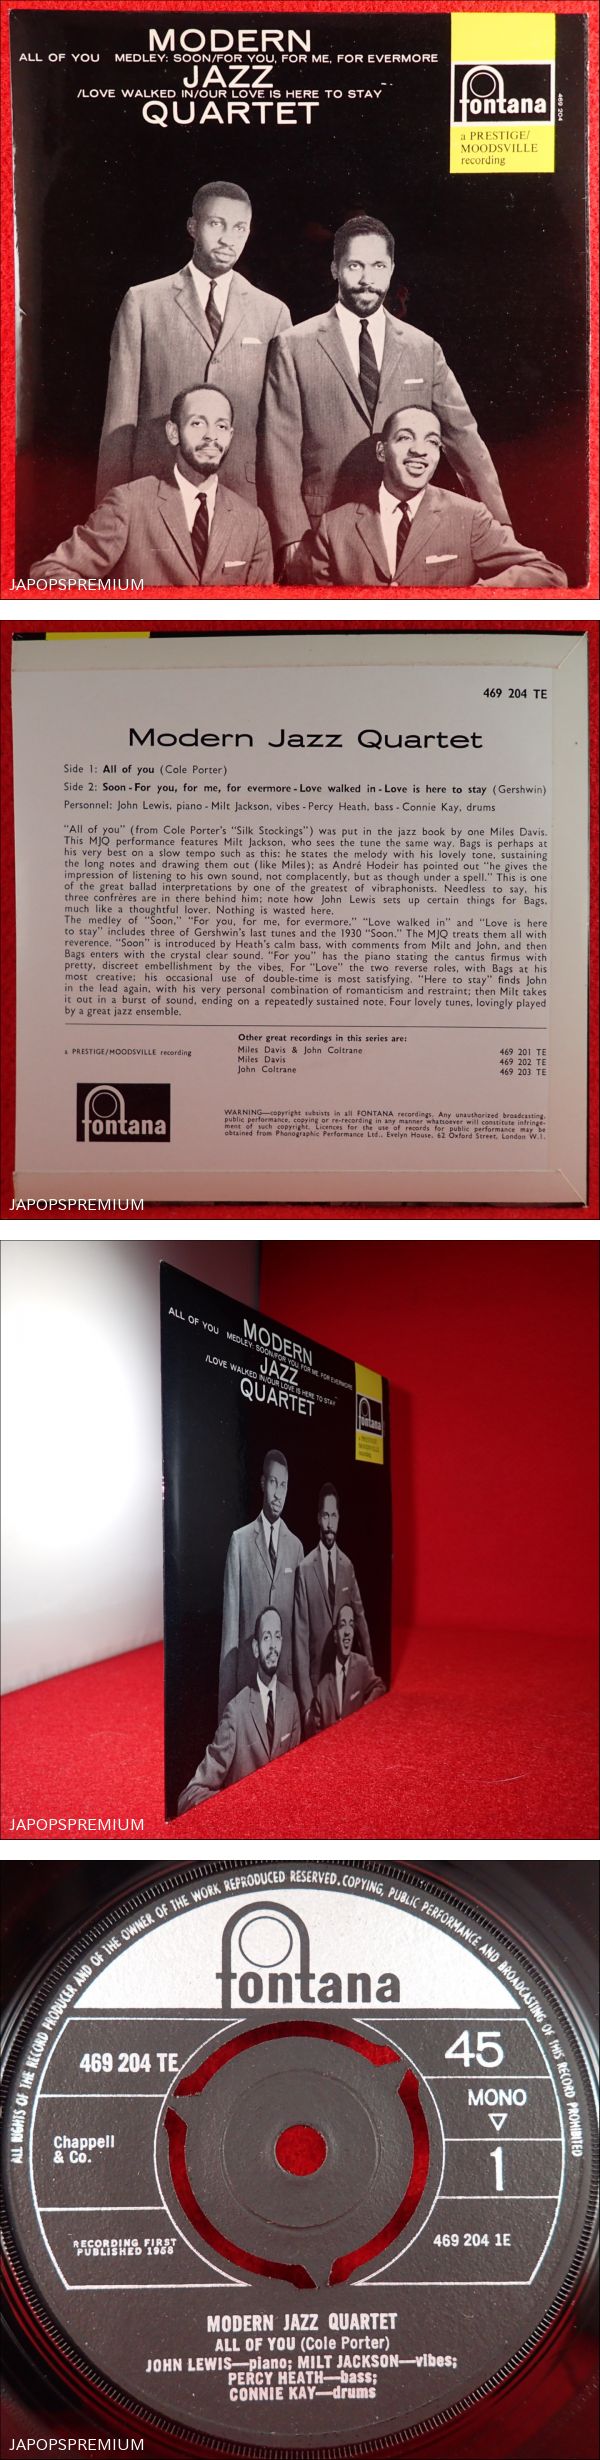 MODERN
ALL OF YOU MEDLEY: SOON/FOR YOU, FOR ME, FOR EVERMORE
JAZZ
/LOVE WALKED IN/OUR LOVE IS HERE TO STAY
QUARTET
fontana
469 204
a PRESTIGE/
MOODSVILLE
recording
JAPOPSPREMIUM
469 204 TE
Modern Jazz Quartet
Side 1: All of you (Cole Porter)
Side 2: Soon - For you, for me, for evermore - Love walked in - Love is here to stay (Gershwin)
Personnel: John Lewis, piano - Milt Jackson, vibes - Percy Heath, bass - Connie Kay, drums
"All of you" (from Cole Porter's "Silk Stockings") was put in the jazz book by one Miles Davis.
This MJQ performance features Milt Jackson, who sees the tune the same way. Bags is perhaps at
his very best on a slow tempo such as this: he states the melody with his lovely tone, sustaining
the long notes and drawing them out (like Miles); as André Hodeir has pointed out "he gives the
impression of listening to his own sound, not complacently, but as though under a spell." This is one
of the great ballad interpretations by one of the greatest of vibraphonists. Needless to say, his
three confrères are in there behind him; note how John Lewis sets up certain things for Bags,
much like a thoughtful lover. Nothing is wasted here.
The medley of "Soon," "For you, for me, for evermore," "Love walked in" and "Love is here
to stay" includes three of Gershwin's last tunes and the 1930 "Soon." The MJQ treats them all with
reverence. "Soon" is introduced by Heath's calm bass, with comments from Milt and John, and then
Bags enters with the crystal clear sound. "For you" has the piano stating the cantus firmus with
pretty, discreet embellishment by the vibes. For "Love" the two reverse roles, with Bags at his
most creative; his occasional use of double-time is most satisfying. "Here to stay" finds John
in the lead again, with his very personal combination of romanticism and restraint; then Milt takes
it out in a burst of sound, ending on a repeatedly sustained note. Four lovely tunes, lovingly played
by a great jazz ensemble.
Other great recordings in this series are:
a PRESTIGE/MOODSVILLE recording
Miles Davis & John Coltrane 469 201 TE
Miles Davis 469 202 TE
John Coltrane 469 203 TE
fontana
WARNING—copyright subsists in all FONTANA recordings. Any unauthorized broadcasting,
public performance, copying or re-recording in any manner whatsoever will constitute infringe-
ment of such copyright. Licences for the use of records for public performance may be
obtained from Phonographic Performance Ltd., Evelyn House, 62 Oxford Street, London W.1.
JAPOPSPREMIUM
MODERN
ALL OF YOU MEDLEY: SOON/FOR YOU, FOR ME, FOR EVERMORE
JAZZ
/LOVE WALKED IN/OUR LOVE IS HERE TO STAY
QUARTET
fontana
a PRESTIGE/
MOODSVILLE
recording
JAPOPSPREMIUM
ALL RIGHTS OF THE RECORD PRODUCER AND OF THE OWNER OF THE WORK REPRODUCED RESERVED. COPYING, PUBLIC PERFORMANCE AND BROADCASTING OF THIS RECORD PROHIBITED
fontana
469 204 TE
45
MONO
Chappell
& Co.
1
RECORDING FIRST
PUBLISHED 1958
469 204 1E
MODERN JAZZ QUARTET
ALL OF YOU (Cole Porter)
JOHN LEWIS—piano; MILT JACKSON—vibes;
PERCY HEATH—bass;
CONNIE KAY—drums
JAPOPSPREMIUM